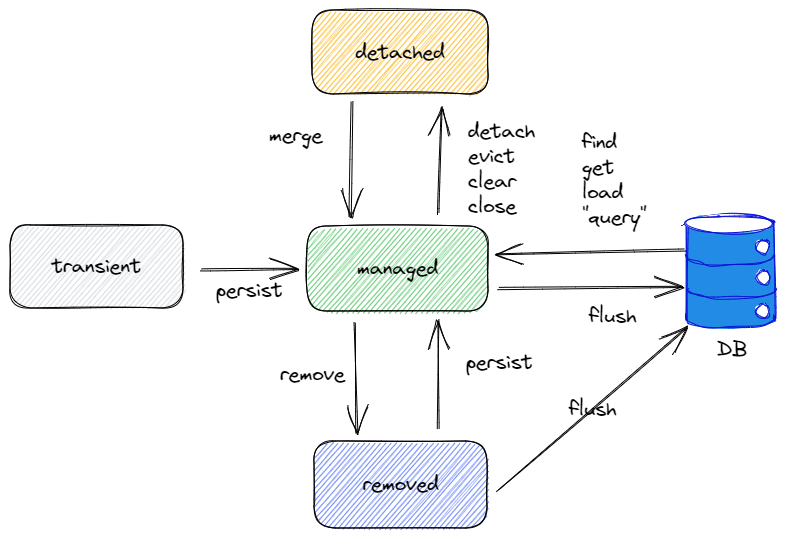 detached
merge
detach
evict
clear
close
find
get
load
"query"
transient
persist
managed
flush
DB
remove
persist
flush
removed